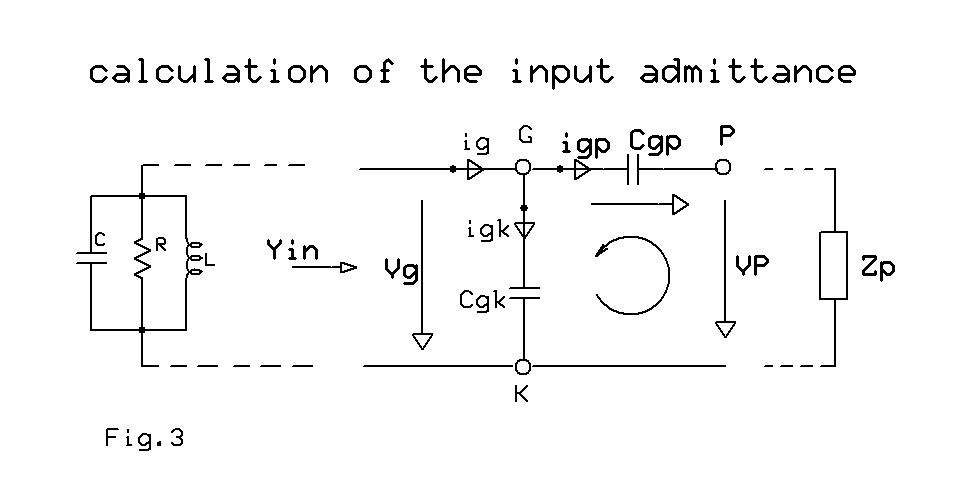 calculation of the input admittance
ig G igp Cgp P
C R L Yin Vg igk VP Zp
Cgk
K
Fig.3